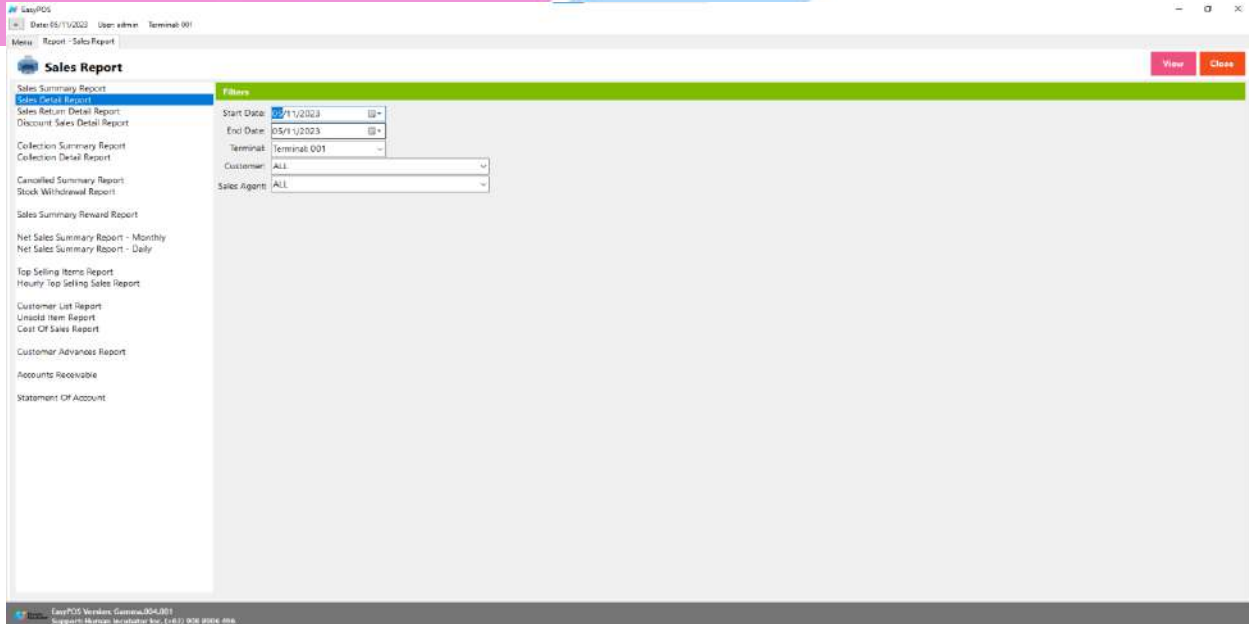 EasyPOS
Date: 05/11/2023 User: admin Terminal: 001
Menu Report - Sales Report
Sales Report
View Close
Sales Summary Report
Sales Detail Report
Sales Return Detail Report
Discount Sales Detail Report
Collection Summary Report
Collection Detail Report
Cancelled Summary Report
Stock Withdrawal Report
Sales Summary Reward Report
Net Sales Summary Report - Monthly
Net Sales Summary Report - Daily
Top Selling Items Report
Hourly Top Selling Sales Report
Customer List Report
Unsold Item Report
Cost Of Sales Report
Customer Advances Report
Accounts Receivable
Statement Of Account
Filters
Start Date: 05/11/2023
End Date: 05/11/2023
Terminal: Terminal: 001
Customer: ALL
Sales Agent: ALL
EasyPOS Version: Gamma.004.001
Support: Human Incubator Inc. (+63)